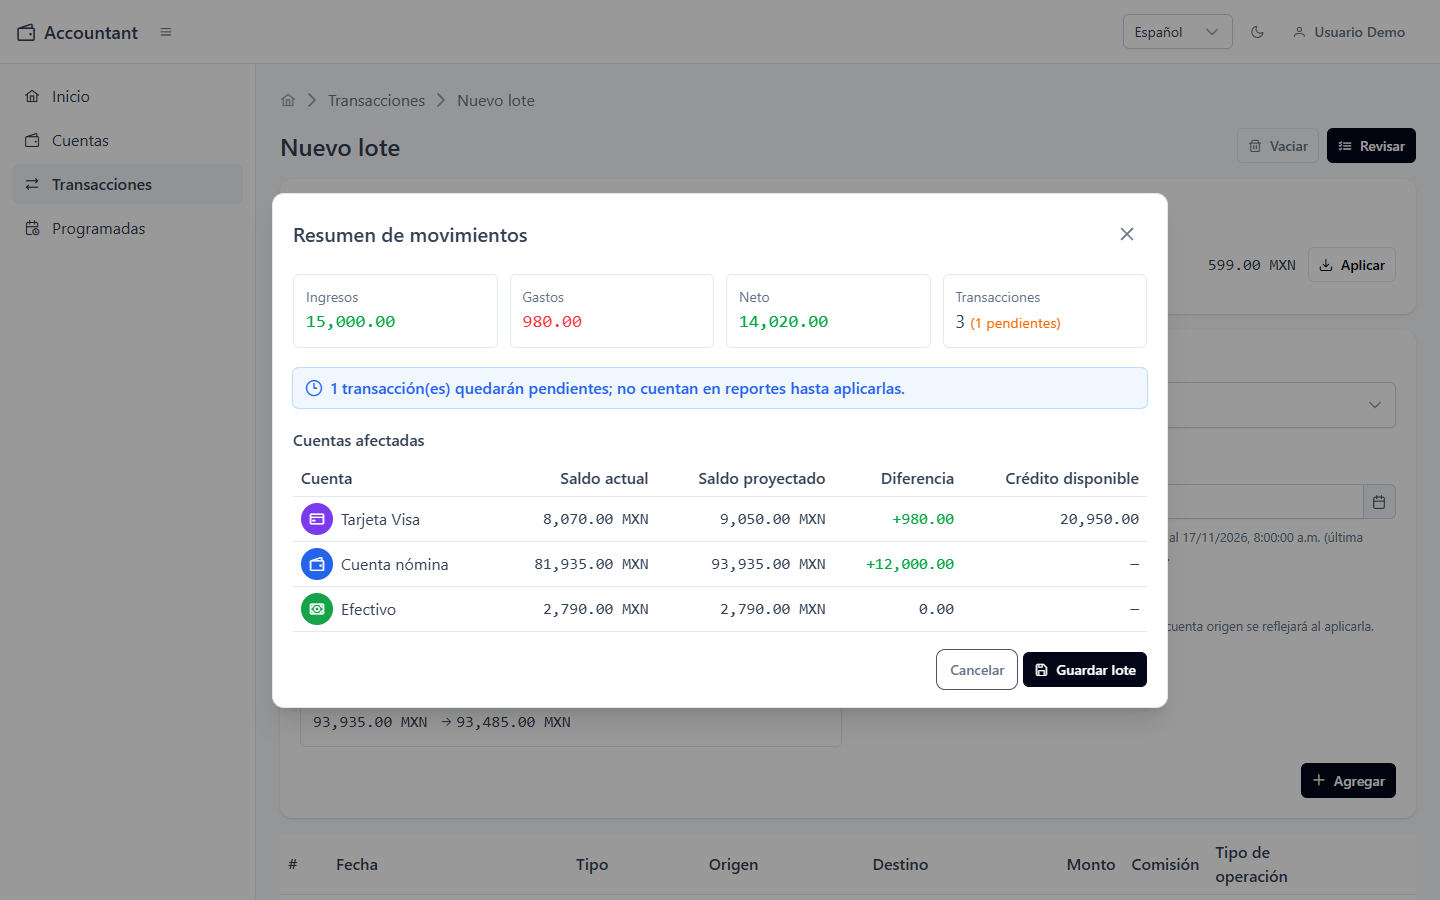 Accountant
Español
Usuario Demo
Inicio
Cuentas
Transacciones
Programadas
Transacciones
Nuevo lote
Nuevo lote
Vaciar
Revisar
599.00 MXN
Aplicar
Resumen de movimientos
Ingresos
15,000.00
Gastos
980.00
Neto
14,020.00
Transacciones
3 (1 pendientes)
1 transacción(es) quedarán pendientes; no cuentan en reportes hasta aplicarlas.
Cuentas afectadas
Cuenta Saldo actual Saldo proyectado Diferencia Crédito disponible
Tarjeta Visa 8,070.00 MXN 9,050.00 MXN +980.00 20,950.00
Cuenta nómina 81,935.00 MXN 93,935.00 MXN +12,000.00 –
Efectivo 2,790.00 MXN 2,790.00 MXN 0.00 –
Cancelar
Guardar lote
al 17/11/2026, 8:00:00 a.m. (última
cuenta origen se reflejará al aplicarla.
93,935.00 MXN → 93,485.00 MXN
Agregar
# Fecha Tipo Origen Destino Monto Comisión Tipo de operación